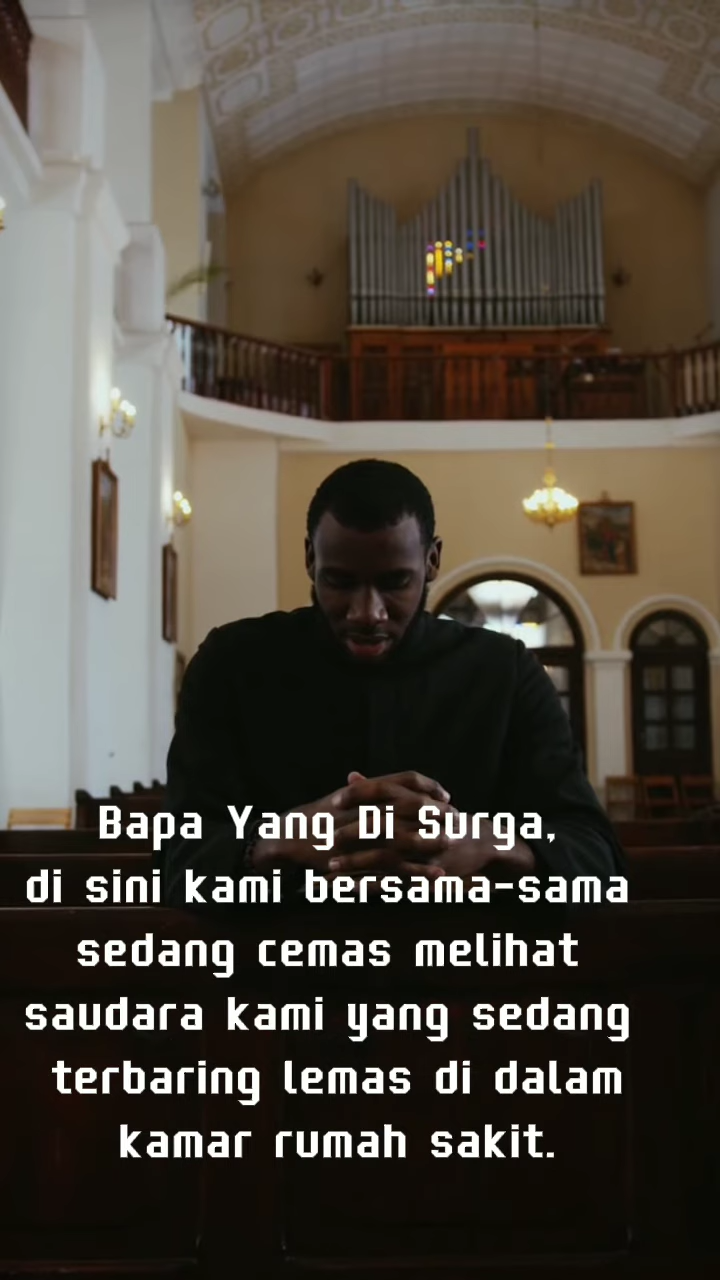 Bapa Yang Di Surga,
di sini kami bersama-sama
sedang cemas melihat
saudara kami yang sedang
terbaring lemas di dalam
kamar rumah sakit.